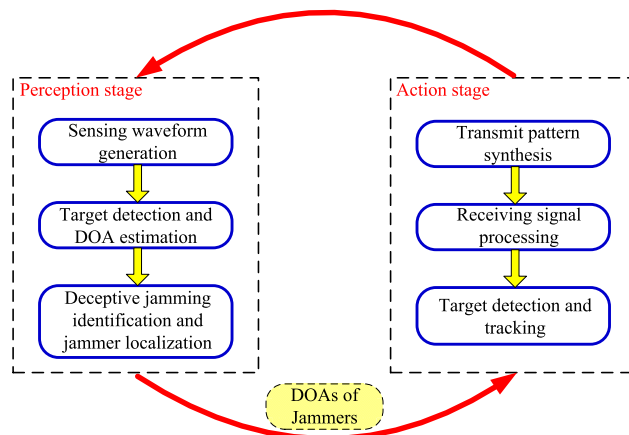 Perception stage
Sensing waveform
generation
Target detection and
DOA estimation
Deceptive jamming
identification and
jammer localization
Action stage
Transmit pattern
synthesis
Receiving signal
processing
Target detection and
tracking
DOAs of
Jammers